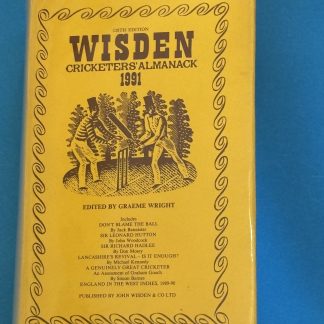 128TH EDITION
WISDEN
CRICKETERS' ALMANACK
1991
EDITED BY GRAEME WRIGHT
Includes
DON'T BLAME THE BALL
By Jack Bannister
SIR LEONARD HUTTON
By John Woodcock
SIR RICHARD HADLEE
By Don Mosey
LANCASHIRE'S REVIVAL – IS IT ENOUGH?
By Michael Kennedy
A GENUINELY GREAT CRICKETER
An Assessment of Graham Gooch
By Simon Barnes
ENGLAND IN THE WEST INDIES, 1989-90
PUBLISHED BY JOHN WISDEN & CO LTD